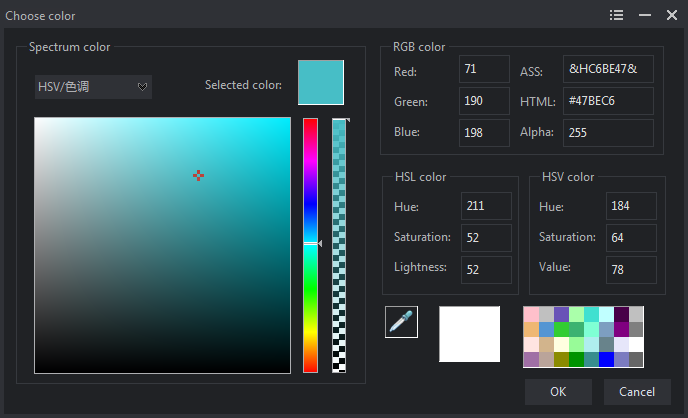 Choose color
Spectrum color
HSV/色调
Selected color:
RGB color
Red: 71 ASS: &HC6BE47&
Green: 190 HTML: #47BEC6
Blue: 198 Alpha: 255
HSL color
Hue: 211
Saturation: 52
Lightness: 52
HSV color
Hue: 184
Saturation: 64
Value: 78
OK
Cancel